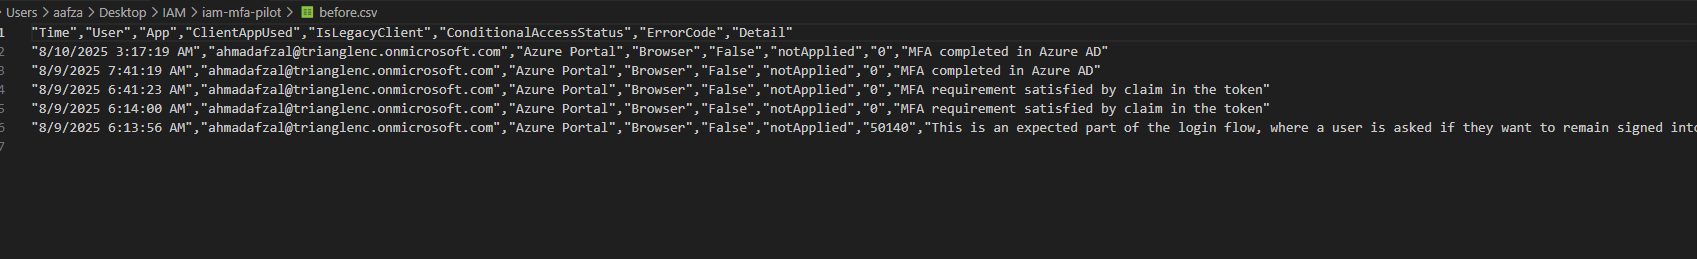 Users > aafza > Desktop > IAM > iam-mfa-pilot > before.csv
1 "Time","User","App","ClientAppUsed","IsLegacyClient","ConditionalAccessStatus","ErrorCode","Detail"
2 "8/10/2025 3:17:19 AM","ahmadafzal@trianglenc.onmicrosoft.com","Azure Portal","Browser","False","notApplied","0","MFA completed in Azure AD"
3 "8/9/2025 7:41:19 AM","ahmadafzal@trianglenc.onmicrosoft.com","Azure Portal","Browser","False","notApplied","0","MFA completed in Azure AD"
4 "8/9/2025 6:41:23 AM","ahmadafzal@trianglenc.onmicrosoft.com","Azure Portal","Browser","False","notApplied","0","MFA requirement satisfied by claim in the token"
5 "8/9/2025 6:14:00 AM","ahmadafzal@trianglenc.onmicrosoft.com","Azure Portal","Browser","False","notApplied","0","MFA requirement satisfied by claim in the token"
6 "8/9/2025 6:13:56 AM","ahmadafzal@trianglenc.onmicrosoft.com","Azure Portal","Browser","False","notApplied","50140","This is an expected part of the login flow, where a user is asked if they want to remain signed into
7